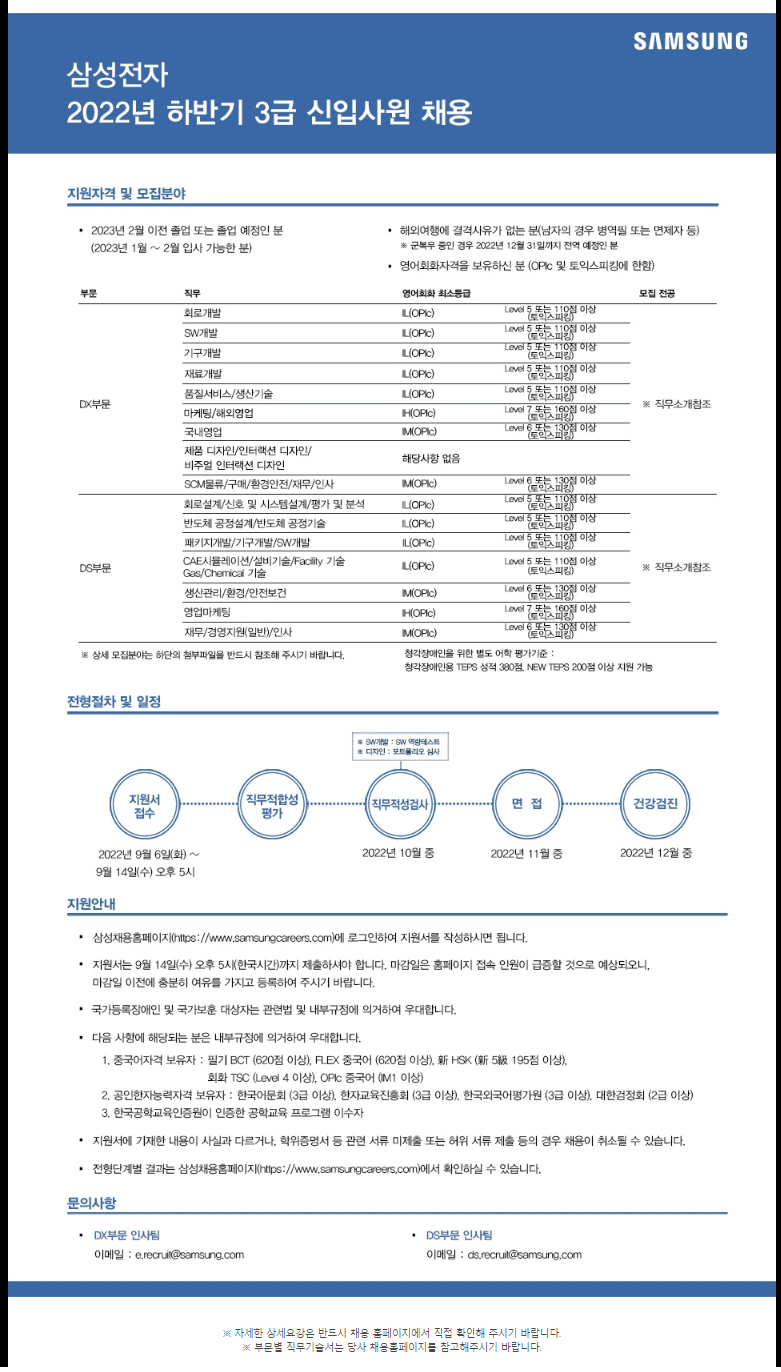 SAMSUNG
삼성전자
2022년 하반기 3급 신입사원 채용
지원자격 및 모집분야
▪ 2023년 2월 이전 졸업 또는 졸업 예정인 분
(2023년 1월 ~ 2월 입사 가능한 분)
▪ 해외여행에 결격사유가 없는 분(남자의 경우 병역필 또는 면제자 등)
※ 군복무 중인 경우 2022년 12월 31일까지 전역 예정인 분
▪ 영어회화자격을 보유하신 분 (OPIc 및 토익스피킹에 한함)
부문 직무 영어회화 최소등급 모집 전공
DX부문
회로개발 IL(OPIc) Level 5 또는 110점 이상
(토익스피킹)
SW개발 IL(OPIc) Level 5 또는 110점 이상
(토익스피킹)
기구개발 IL(OPIc) Level 5 또는 110점 이상
(토익스피킹)
재료개발 IL(OPIc) Level 5 또는 110점 이상
(토익스피킹)
품질서비스/생산기술 IL(OPIc) Level 5 또는 110점 이상
(토익스피킹)
마케팅/해외영업 IH(OPIc) Level 7 또는 160점 이상
(토익스피킹)
국내영업 IM(OPIc) Level 6 또는 130점 이상
(토익스피킹)
제품 디자인/인터랙션 디자인/
비주얼 인터랙션 디자인 해당사항 없음
SCM물류/구매/환경안전/재무/인사 IM(OPIc) Level 6 또는 130점 이상
(토익스피킹)
※ 직무소개참조
DS부문
회로설계/신호 및 시스템설계/평가 및 분석 IL(OPIc) Level 5 또는 110점 이상
(토익스피킹)
반도체 공정설계/반도체 공정기술 IL(OPIc) Level 5 또는 110점 이상
(토익스피킹)
패키지개발/기구개발/SW개발 IL(OPIc) Level 5 또는 110점 이상
(토익스피킹)
CAE시뮬레이션/설비기술/Facility 기술
Gas/Chemical 기술 IL(OPIc) Level 5 또는 110점 이상
(토익스피킹)
생산관리/환경/안전보건 IM(OPIc) Level 6 또는 130점 이상
(토익스피킹)
영업마케팅 IH(OPIc) Level 7 또는 160점 이상
(토익스피킹)
재무/경영지원(일반)/인사 IM(OPIc) Level 6 또는 130점 이상
(토익스피킹)
※ 직무소개참조
※ 상세 모집분야는 하단의 첨부파일을 반드시 참조해 주시기 바랍니다.
청각장애인을 위한 별도 어학 평가기준 :
청각장애인용 TEPS 성적 380점, NEW TEPS 200점 이상 지원 가능
전형절차 및 일정
※ SW개발 : SW 역량테스트
※ 디자인 : 포트폴리오 심사
지원서
접수
직무적합성
평가
직무적성검사
면 접
건강검진
2022년 9월 6일(화) ~
9월 14일(수) 오후 5시
2022년 10월 중
2022년 11월 중
2022년 12월 중
지원안내
▪ 삼성채용홈페이지(https://www.samsungcareers.com)에 로그인하여 지원서를 작성하시면 됩니다.
▪ 지원서는 9월 14일(수) 오후 5시(한국시간)까지 제출하셔야 합니다. 마감일은 홈페이지 접속 인원이 급증할 것으로 예상되오니,
마감일 이전에 충분히 여유를 가지고 등록하여 주시기 바랍니다.
▪ 국가등록장애인 및 국가보훈 대상자는 관련법 및 내부규정에 의거하여 우대합니다.
▪ 다음 사항에 해당되는 분은 내부규정에 의거하여 우대합니다.
1. 중국어자격 보유자 : 필기 BCT (620점 이상), FLEX 중국어 (620점 이상), 新 HSK (新 5級 195점 이상),
회화 TSC (Level 4 이상), OPIc 중국어 (IM1 이상)
2. 공인한자능력자격 보유자 : 한국어문회 (3급 이상), 한자교육진흥회 (3급 이상), 한국외국어평가원 (3급 이상), 대한검정회 (2급 이상)
3. 한국공학교육인증원이 인증한 공학교육 프로그램 이수자
▪ 지원서에 기재한 내용이 사실과 다르거나, 학위증명서 등 관련 서류 미제출 또는 허위 서류 제출 등의 경우 채용이 취소될 수 있습니다.
▪ 전형단계별 결과는 삼성채용홈페이지(https://www.samsungcareers.com)에서 확인하실 수 있습니다.
문의사항
▪ DX부문 인사팀
이메일 : e.recruit@samsung.com
▪ DS부문 인사팀
이메일 : ds.recruit@samsung.com
※ 자세한 상세요강은 반드시 채용 홈페이지에서 직접 확인해 주시기 바랍니다.
※ 부문별 직무기술서는 당사 채용홈페이지를 참고해주시기 바랍니다.